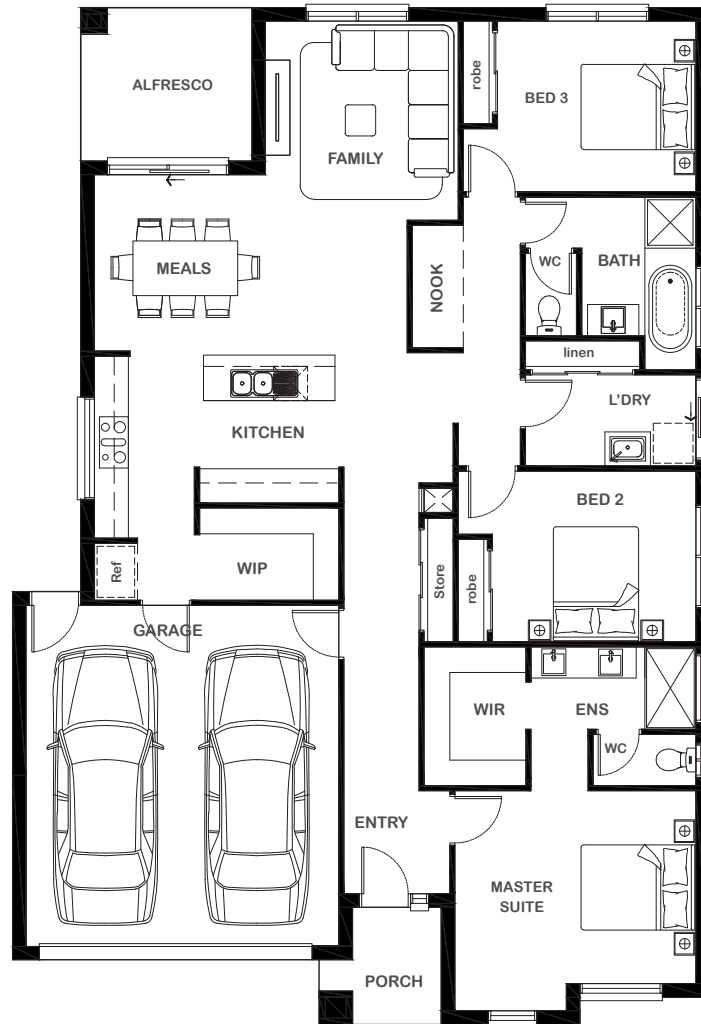 ALFRESCO
FAMILY
robe
BED 3
MEALS
NOOK
WC
BATH
linen
L'DRY
KITCHEN
BED 2
Ref
WIP
Store
robe
GARAGE
WIR
ENS
WC
ENTRY
MASTER
SUITE
PORCH